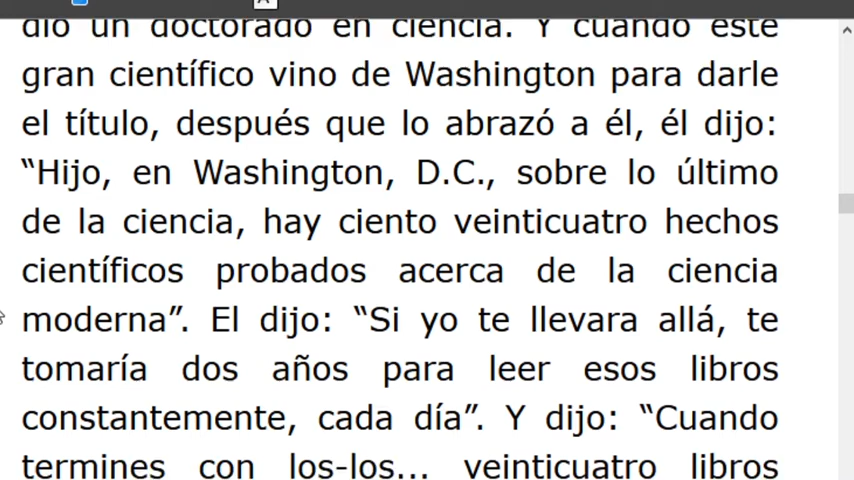 dio un doctorado en ciencia. Y cuando este
gran científico vino de Washington para darle
el título, después que lo abrazó a él, él dijo:
“Hijo, en Washington, D.C., sobre lo último
de la ciencia, hay ciento veinticuatro hechos
científicos probados acerca de la ciencia
moderna”. El dijo: “Si yo te llevara allá, te
tomaría dos años para leer esos libros
constantemente, cada día”. Y dijo: “Cuando
termines con los-los... veinticuatro libros